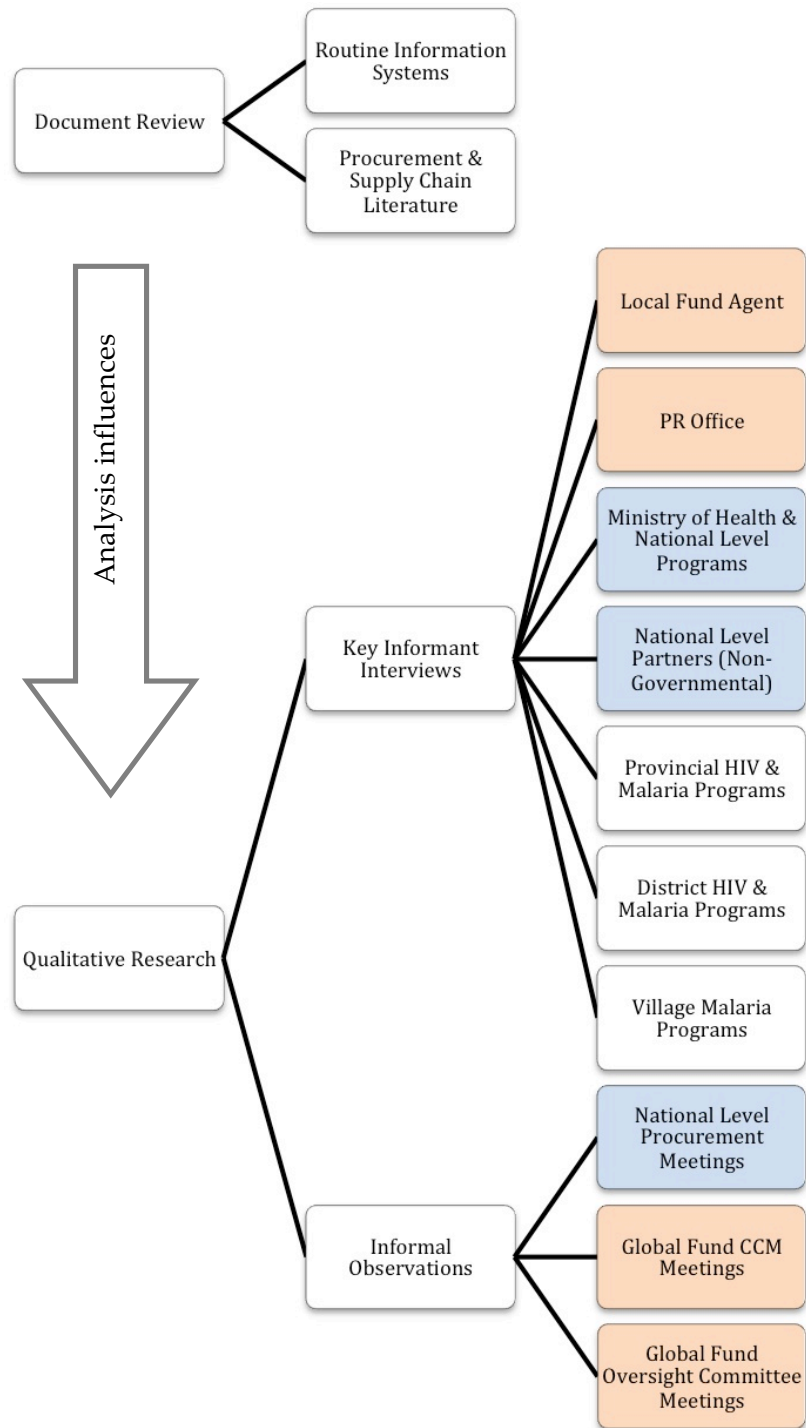 Routine Information
Systems
Document Review
Procurement &
Supply Chain
Literature
Analysis influences
Local Fund Agent
PR Office
Ministry of Health &
National Level
Programs
Key Informant
Interviews
National Level
Partners (Non-
Governmental)
Provincial HIV &
Malaria Programs
District HIV &
Malaria Programs
Qualitative Research
Village Malaria
Programs
National Level
Procurement
Meetings
Informal
Observations
Global Fund CCM
Meetings
Global Fund
Oversight Committee
Meetings